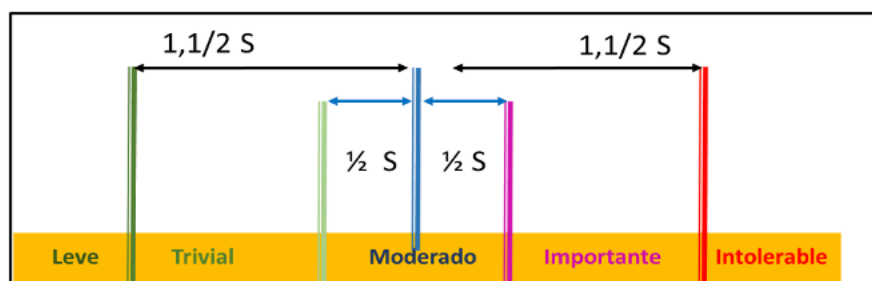 1,1/2 S 1,1/2 S
½ S ½ S
Leve Trivial Moderado Importante Intolerable